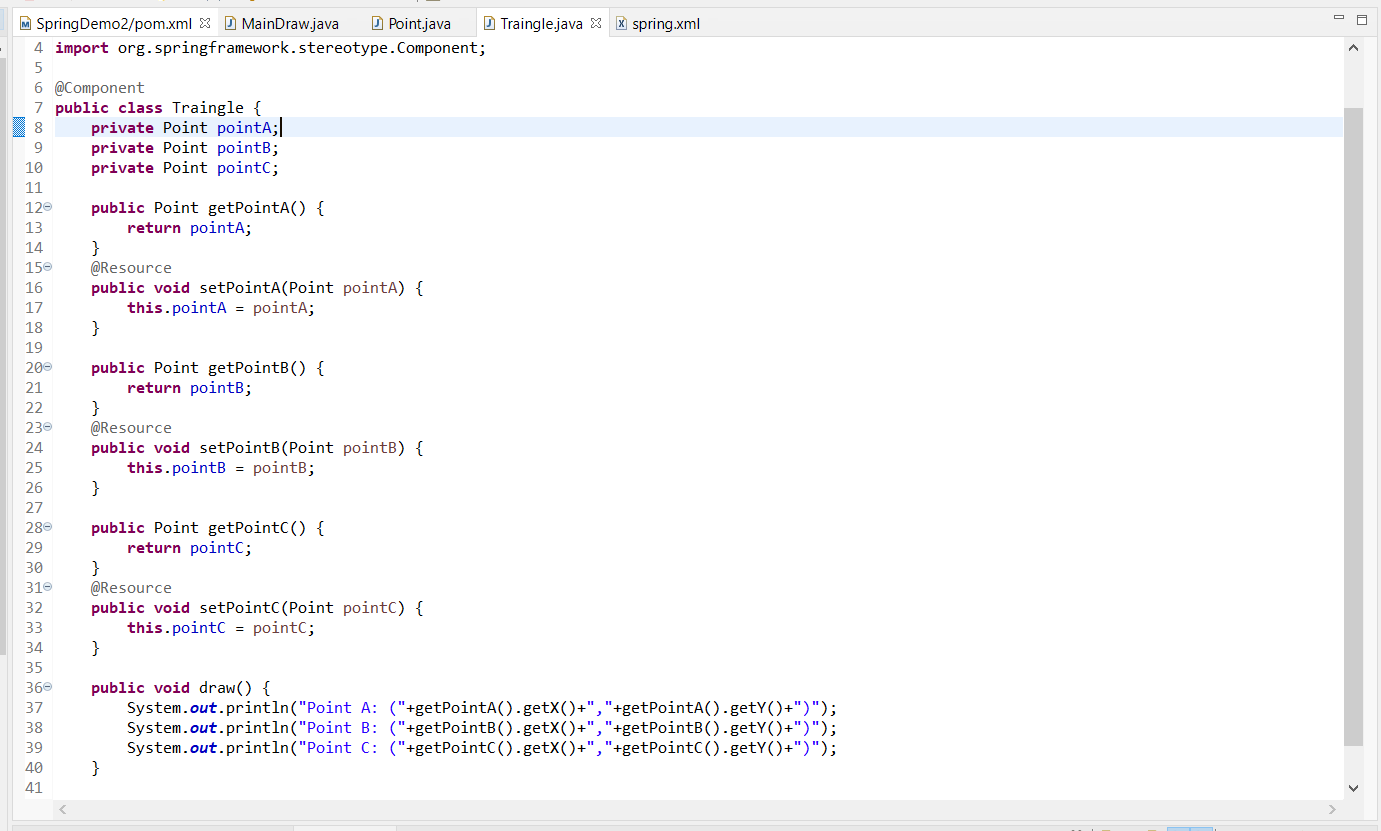 SpringDemo2/pom.xml MainDraw.java Point.java Traingle.java spring.xml
4 import org.springframework.stereotype.Component;
5
6 @Component
7 public class Traingle {
8 private Point pointA;
9 private Point pointB;
10 private Point pointC;
11
12 public Point getPointA() {
13 return pointA;
14 }
15 @Resource
16 public void setPointA(Point pointA) {
17 this.pointA = pointA;
18 }
19
20 public Point getPointB() {
21 return pointB;
22 }
23 @Resource
24 public void setPointB(Point pointB) {
25 this.pointB = pointB;
26 }
27
28 public Point getPointC() {
29 return pointC;
30 }
31 @Resource
32 public void setPointC(Point pointC) {
33 this.pointC = pointC;
34 }
35
36 public void draw() {
37 System.out.println("Point A: ("+getPointA().getX()+","+getPointA().getY()+")");
38 System.out.println("Point B: ("+getPointB().getX()+","+getPointB().getY()+")");
39 System.out.println("Point C: ("+getPointC().getX()+","+getPointC().getY()+")");
40 }
41